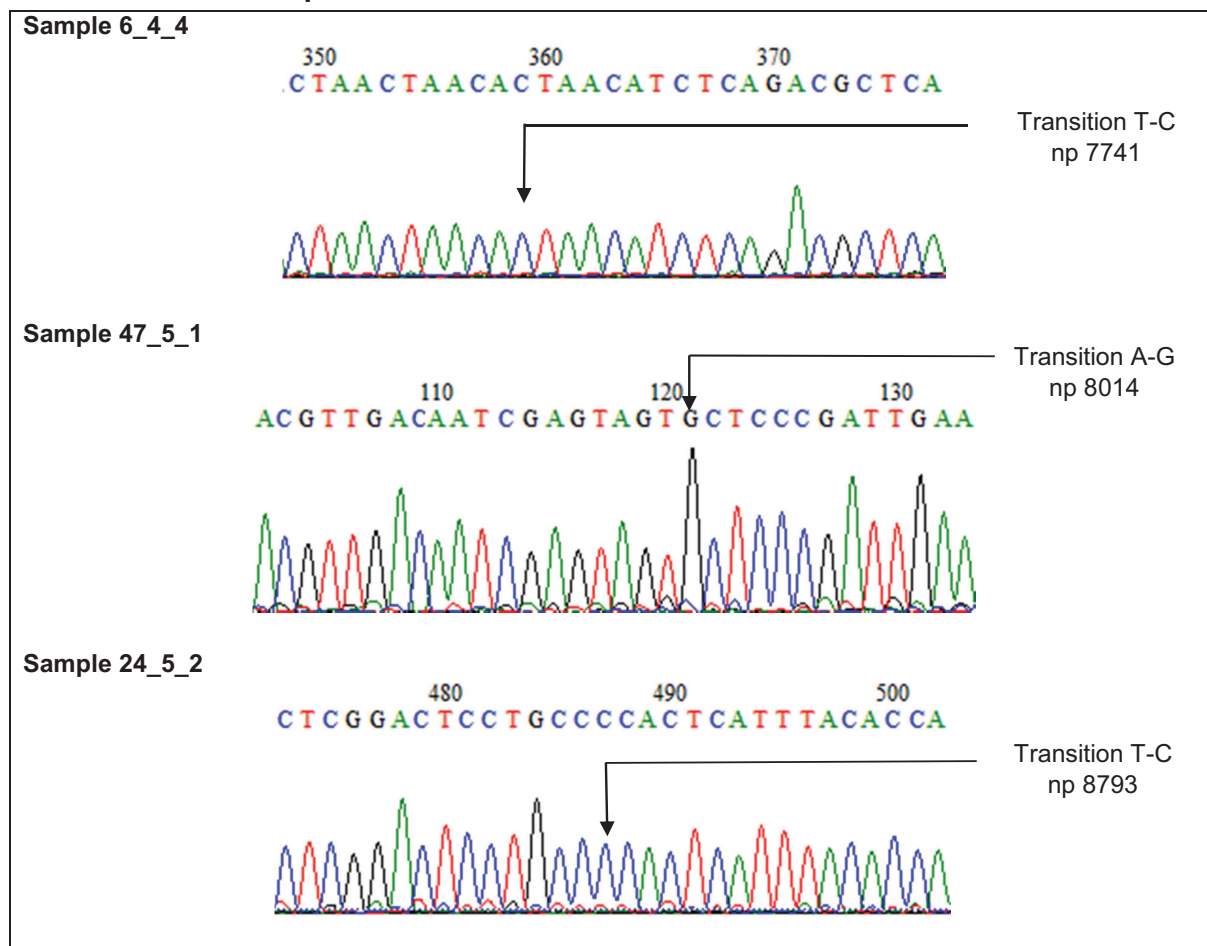 Sample 6_4_4
350 360 370
CTAACTAACACTAACATCTCAGACGCTCA
Transition T-C
np 7741
Sample 47_5_1
Transition A-G
np 8014
110 120 130
ACGTTGACAATCGAGTAGTGCTCCCGATTGAA
Sample 24_5_2
480 490 500
CTCGGACTCCTGCCCCACTCATTTACACCA
Transition T-C
np 8793